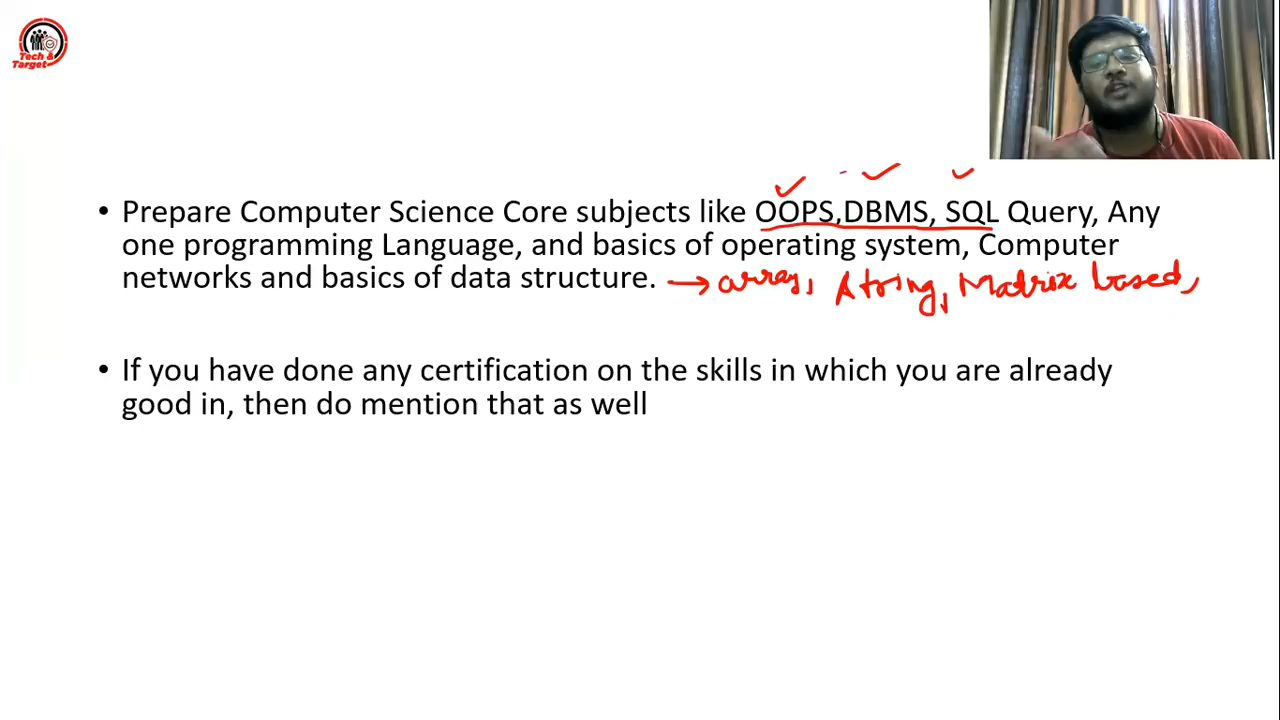 Tech &
Target
• Prepare Computer Science Core subjects like OOPS,DBMS, SQL Query, Any
one programming Language, and basics of operating system, Computer
networks and basics of data structure. → array, String, Matrix based,
• If you have done any certification on the skills in which you are already
good in, then do mention that as well